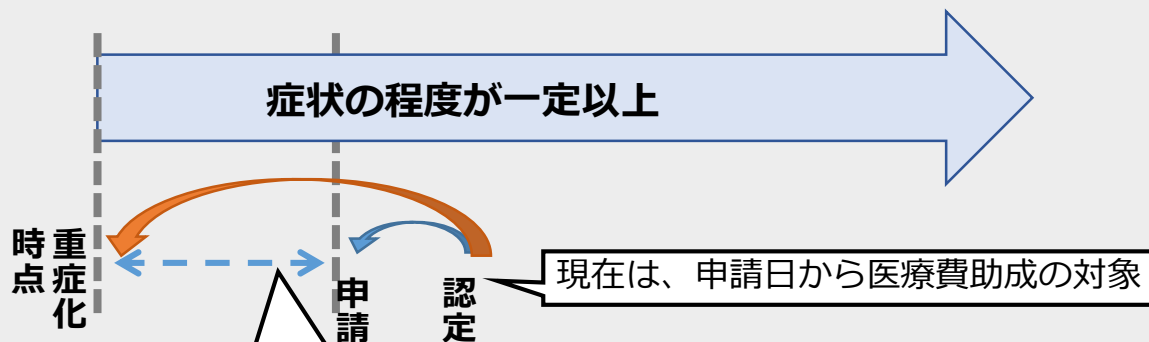 症状の程度が一定以上
重症化
時点
申請
認定
現在は、申請日から医療費助成の対象